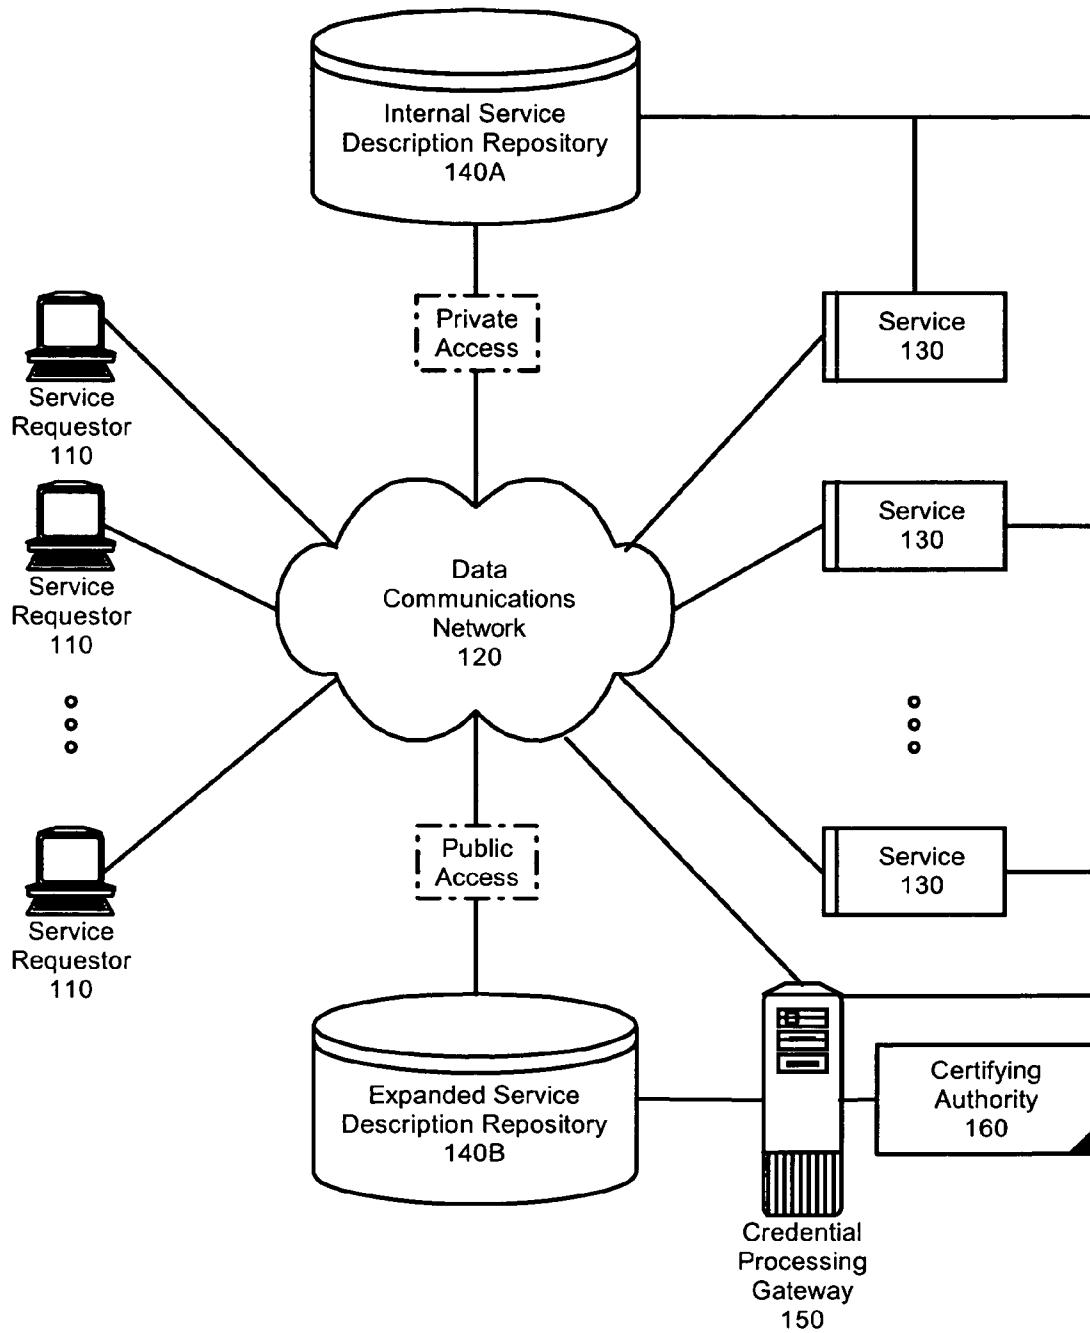 Internal Service
Description Repository
140A
Private
Access
Service
Requestor
110
Service
130
Service
Requestor
110
Service
130
Data
Communications
Network
120
Public
Access
Service
Requestor
110
Service
130
Expanded Service
Description Repository
140B
Certifying
Authority
160
Credential
Processing
Gateway
150